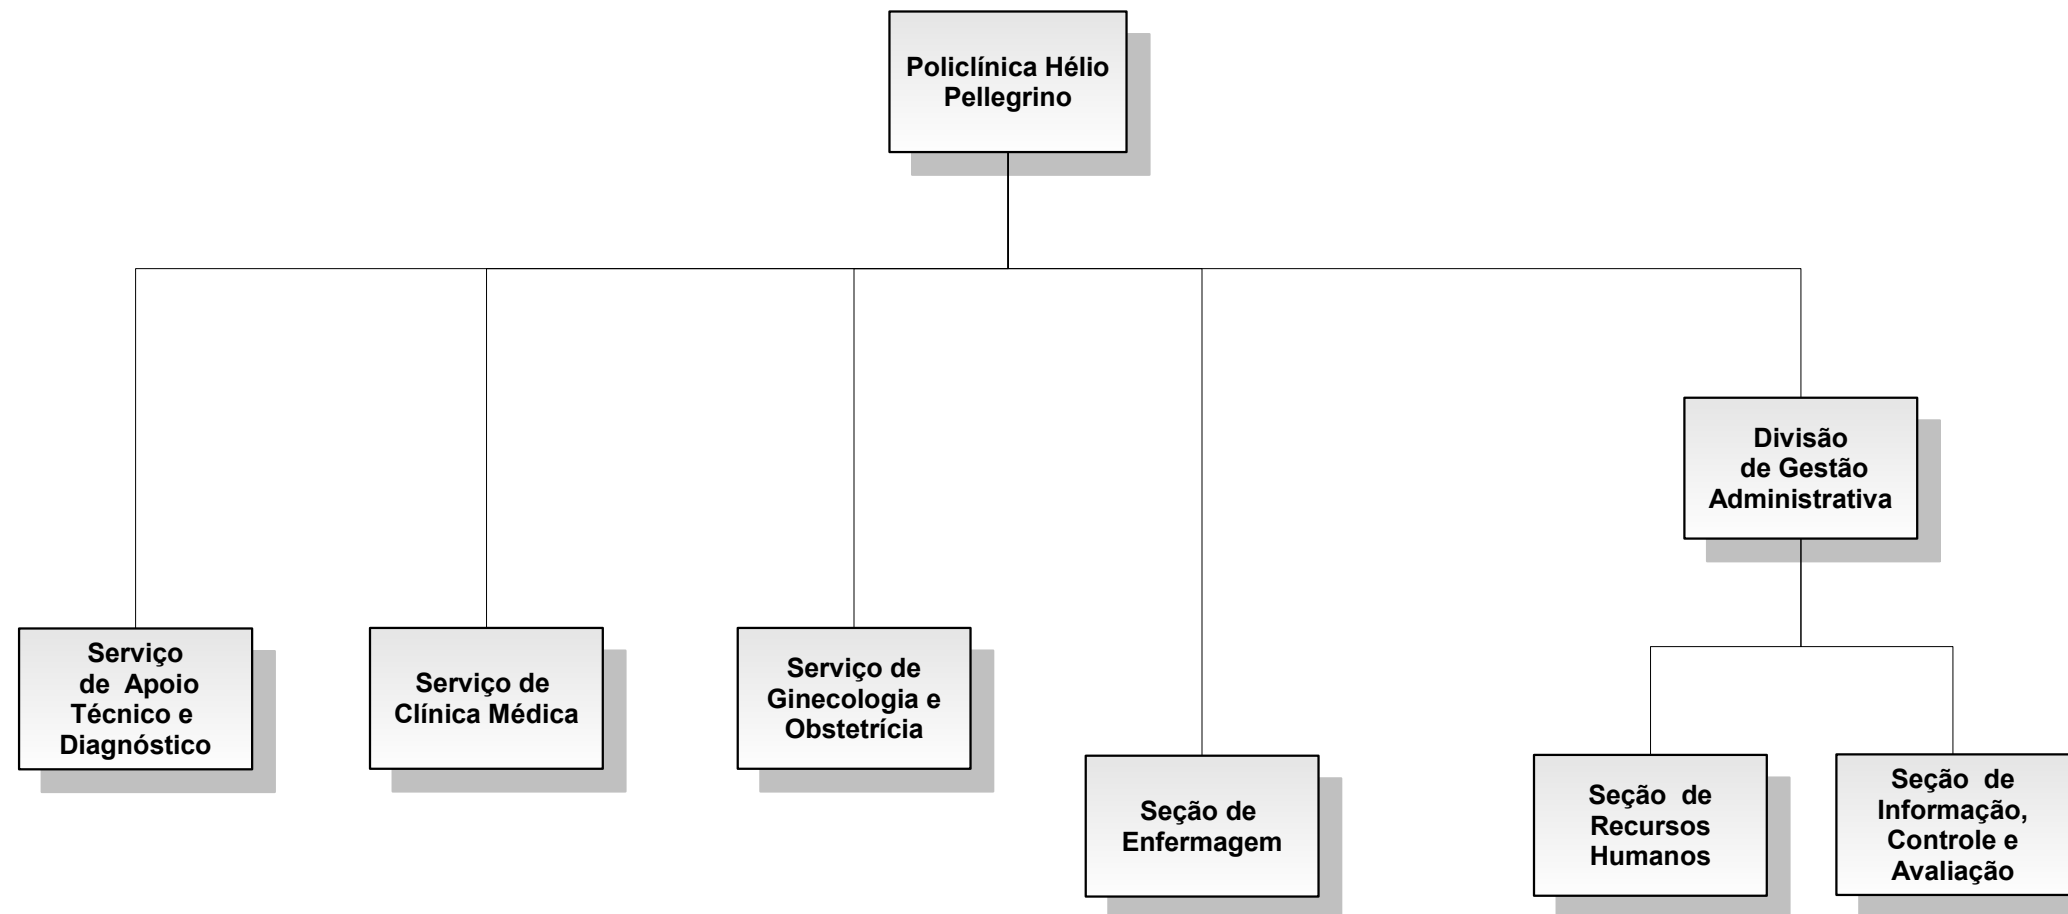 Policlínica Hélio
Pellegrino
Divisão
de Gestão
Administrativa
Serviço
de Apoio
Técnico e
Diagnóstico
Serviço de
Clínica Médica
Serviço de
Ginecologia e
Obstetrícia
Seção de
Enfermagem
Seção de
Recursos
Humanos
Seção de
Informação,
Controle e
Avaliação